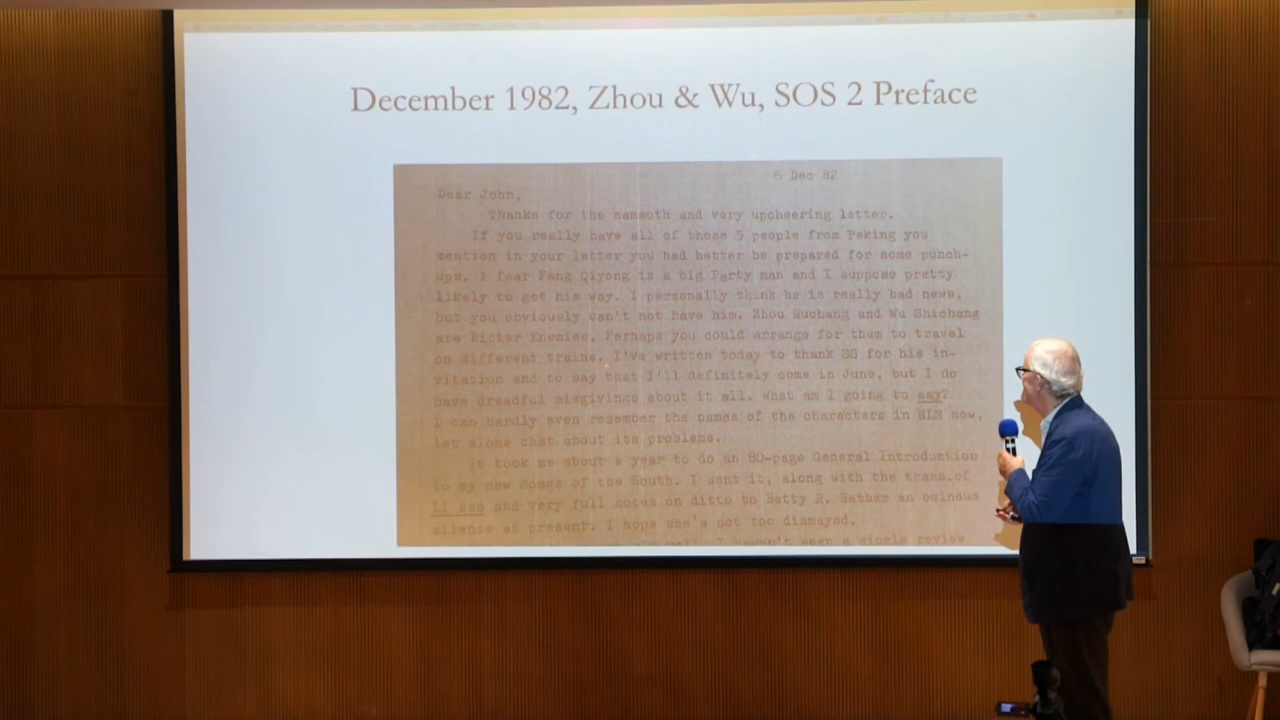 December 1982, Zhou & Wu, SOS 2 Preface
6 Dec 82
Dear John,
Thanks for the mammoth and very upcheering letter.
If you really have all of those 5 people from Peking you
mention in your letter you had better be prepared for some punch-
ups. I fear Feng Qiyong is a big Party man and I suppose pretty
likely to get his way. I personally think he is really bad news,
but you obviously can't not have him. Zhou Ruchang and Wu Shichang
are Bitter Enemies. Perhaps you could arrange for them to travel
on different trains. I've written today to thank SS for his in-
vitation and to say that I'll definitely come in June, but I do
have dreadful misgivings about it all. What am I going to say?
I can hardly even remember the names of the characters in HLM now,
let alone chat about its problems.
It took me about a year to do an 80-page General Introduction
to my new Songs of the South. I sent it, along with the trans.of
Li sao and very full notes on ditto to Betty R. Rather an ominous
silence at present. I hope she's not too dismayed.
I haven't seen a single review